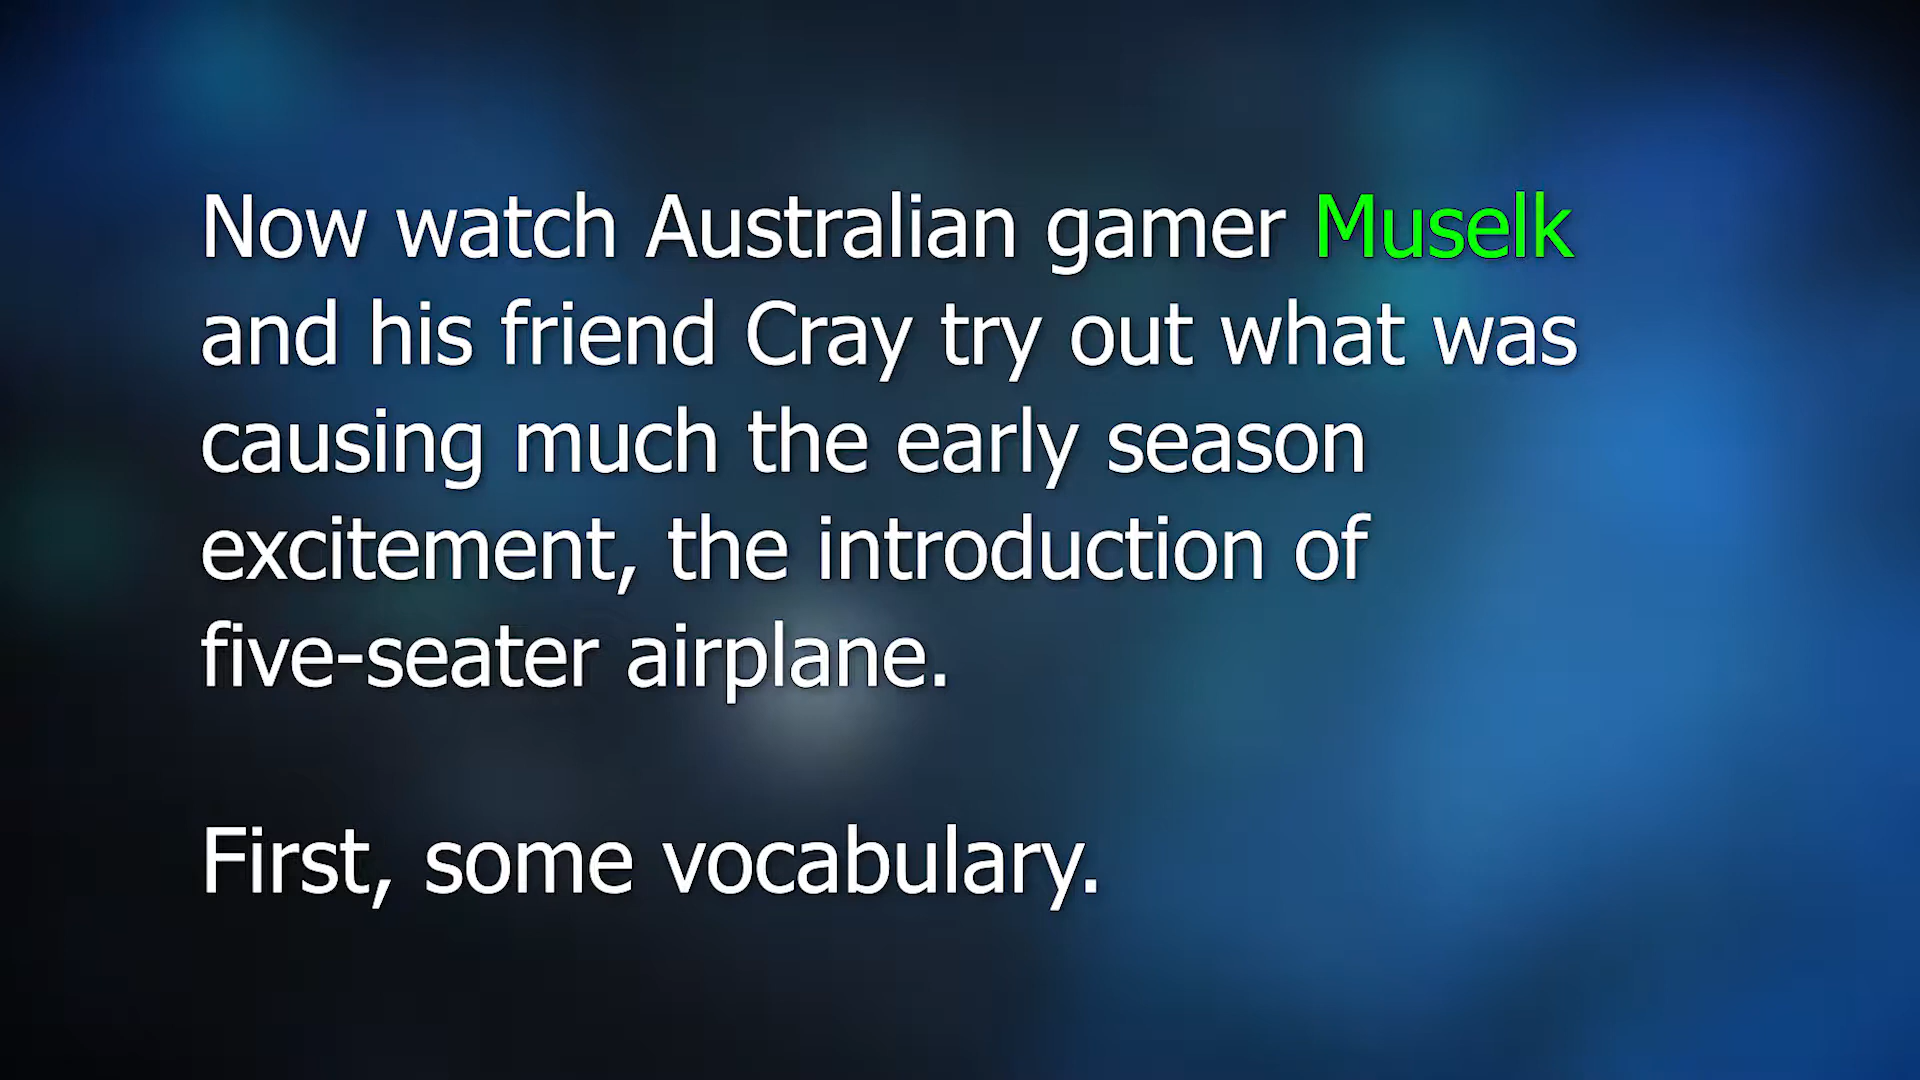 Now watch Australian gamer Muselk
and his friend Cray try out what was
causing much the early season
excitement, the introduction of
five-seater airplane.
First, some vocabulary.